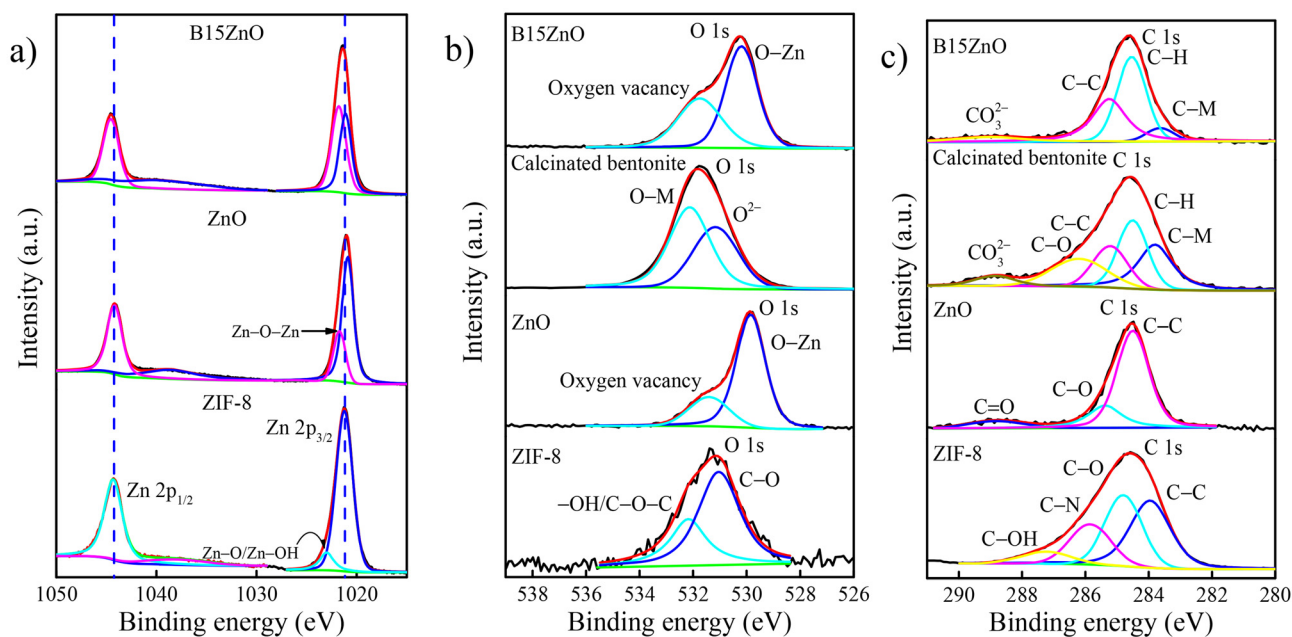 a)
B15ZnO
ZnO
Zn–O–Zn
ZIF-8
Zn 2p3/2
Zn 2p1/2
Zn–O/Zn–OH
1050 1040 1030 1020
Binding energy (eV)
Intensity (a.u.)
b)
B15ZnO
O 1s
O–Zn
Oxygen vacancy
Calcinated bentonite
O 1s
O–M
O2–
ZnO
O 1s
O–Zn
Oxygen vacancy
ZIF-8
O 1s
–OH/C–O–C
C–O
538 536 534 532 530 528 526
Binding energy (eV)
Intensity (a.u.)
c)
B15ZnO
C 1s
C–H
C–C
C–M
CO32–
Calcinated bentonite
C 1s
C–H
C–C
C–O
C–M
CO32–
ZnO
C 1s
C–C
C–O
C=O
ZIF-8
C 1s
C–O
C–C
C–N
C–OH
290 288 286 284 282 280
Binding energy (eV)
Intensity (a.u.)